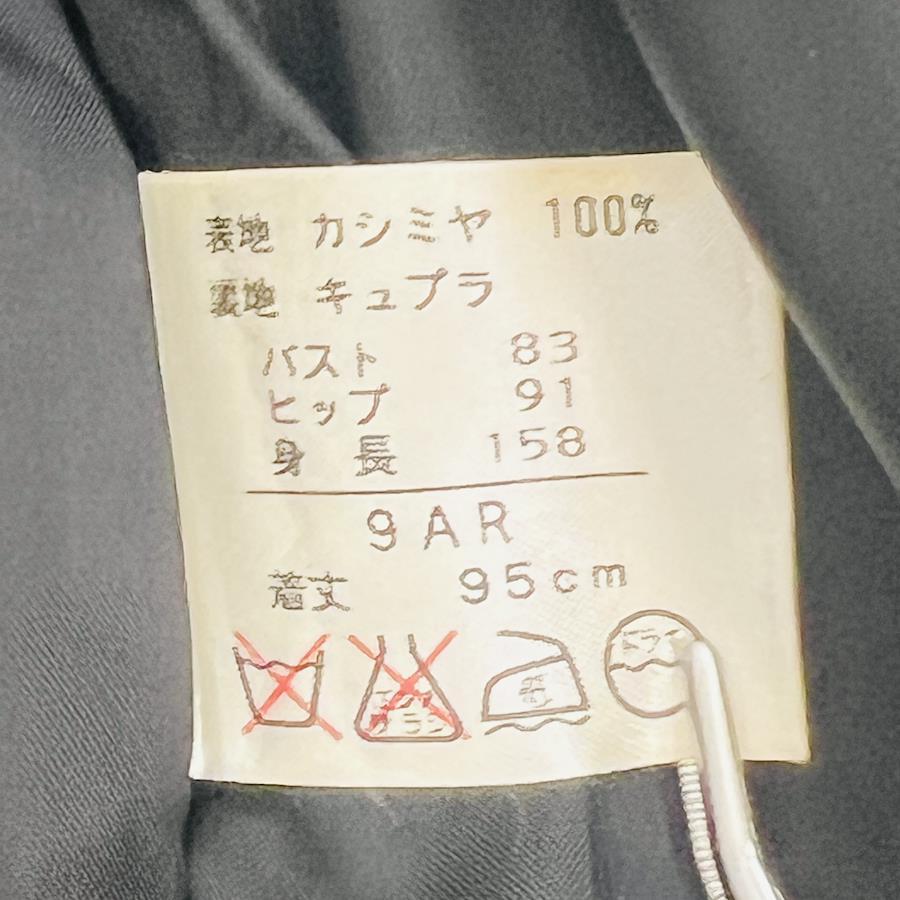 表地 カシミヤ 100%
裏地 キュプラ
バスト 83
ヒップ 91
身長 158
9AR
着丈 95cm